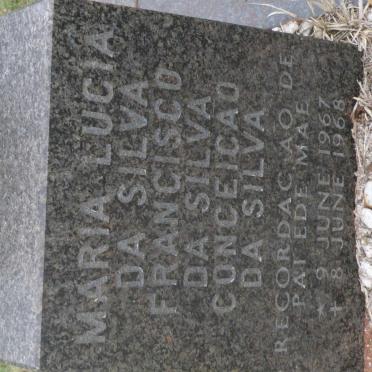 MARIA LUCIA
DA SILVA
FRANCISCO
DA SILVA
CONCEICAO
DA SILVA
RECORDACAO DE
PAI EDE MAE
* 9 JUNE 1967
+ 8 JUNE 1968